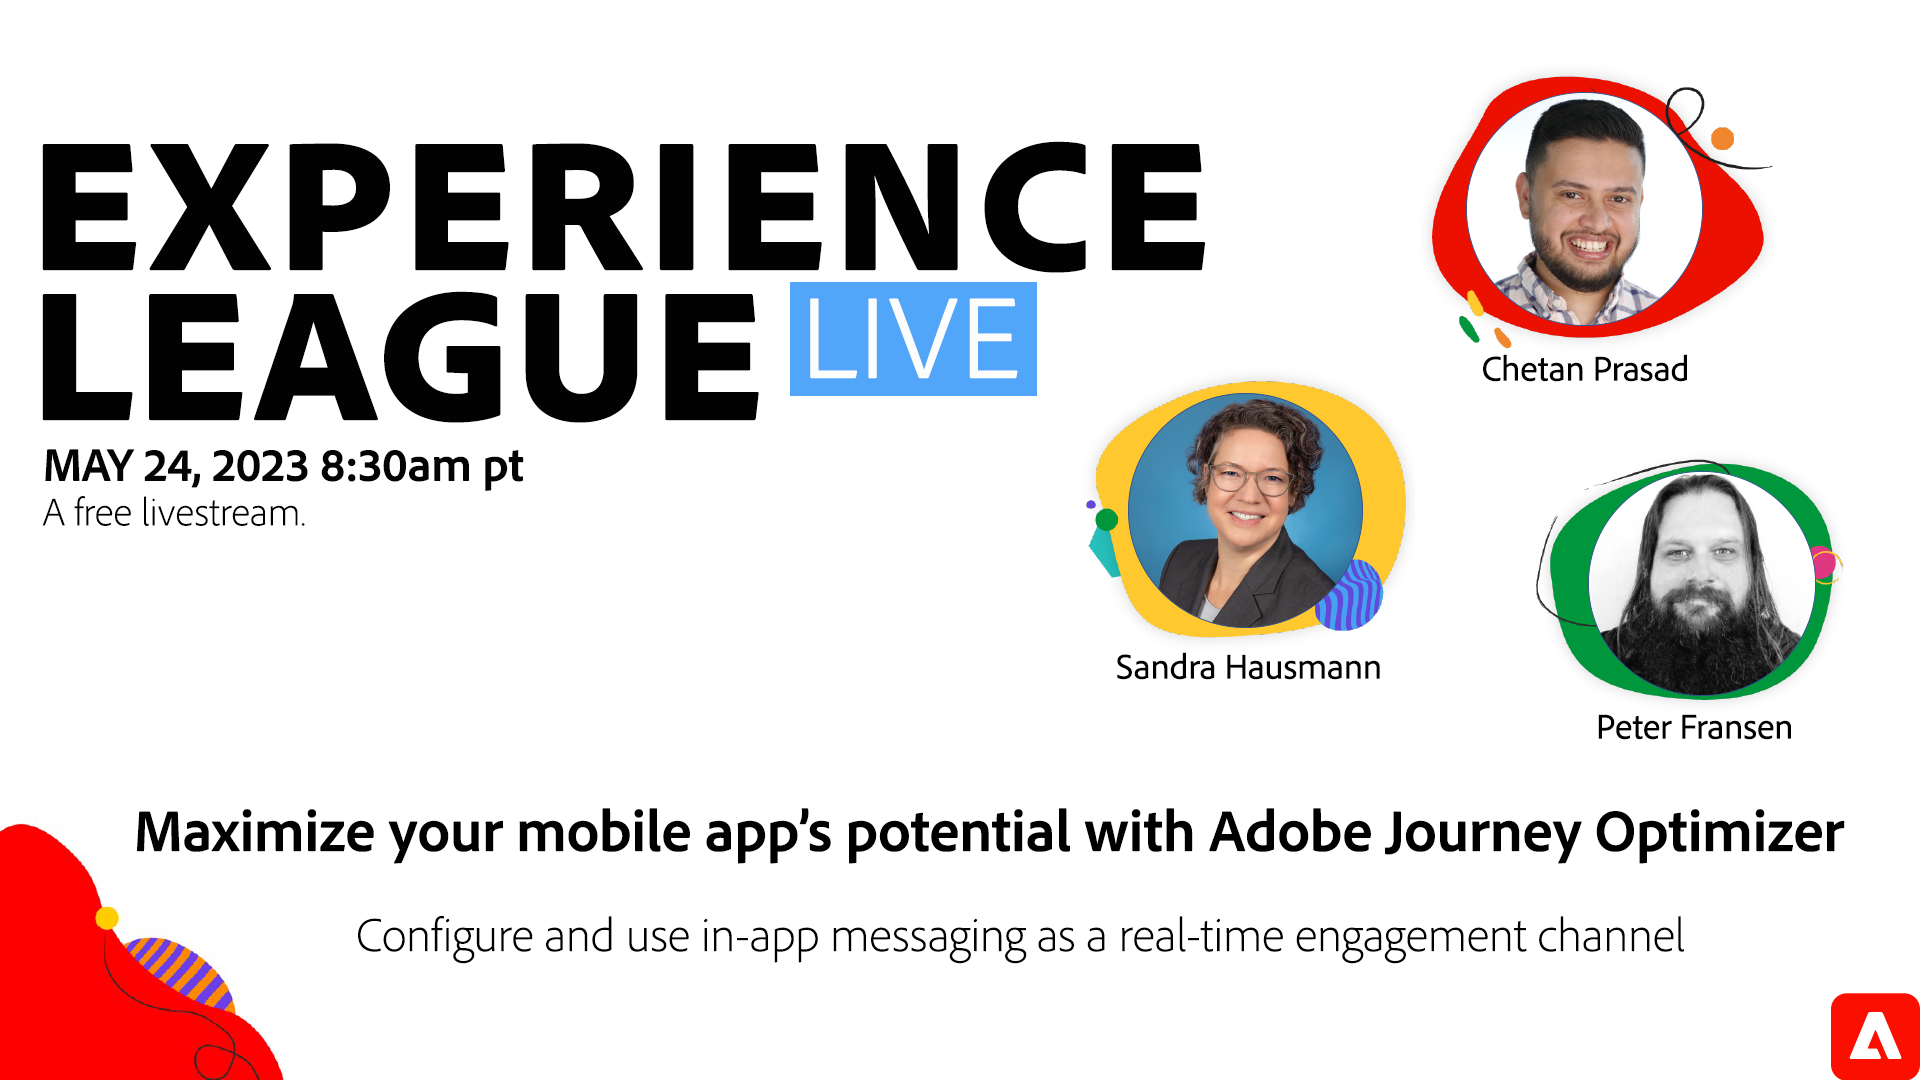 EXPERIENCE
LEAGUE LIVE
MAY 24, 2023 8:30am pt
A free livestream.
Chetan Prasad
Sandra Hausmann
Peter Fransen
Maximize your mobile app’s potential with Adobe Journey Optimizer
Configure and use in-app messaging as a real-time engagement channel